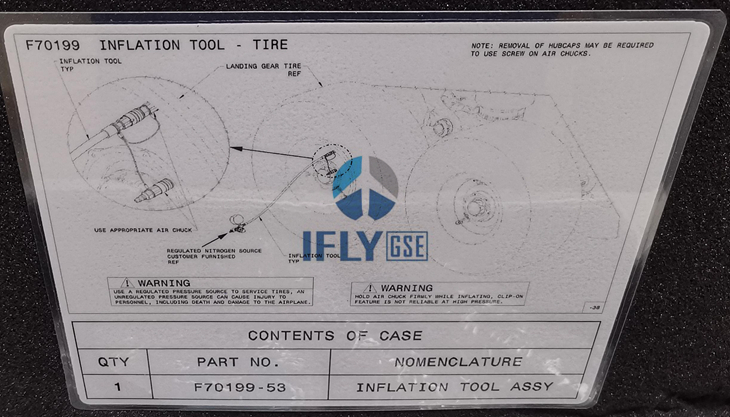 F70199 INFLATION TOOL - TIRE
NOTE: REMOVAL OF HUBCAPS MAY BE REQUIRED
TO USE SCREW ON AIR CHUCKS.
INFLATION TOOL
TYP
LANDING GEAR TIRE
REF
USE APPROPRIATE AIR CHUCK
REGULATED NITROGEN SOURCE
CUSTOMER FURNISHED
REF
INFLATION TOOL
TYP
IFLY GSE
WARNING
USE A REGULATED PRESSURE SOURCE TO SERVICE TIRES, AN
UNREGULATED PRESSURE SOURCE CAN CAUSE INJURY TO
PERSONNEL, INCLUDING DEATH AND DAMAGE TO THE AIRPLANE.
WARNING
HOLD AIR CHUCK FIRMLY WHILE INFLATING, CLIP-ON
FEATURE IS NOT RELIABLE AT HIGH PRESSURE.
CONTENTS OF CASE
QTY PART NO. NOMENCLATURE
1 F70199-53 INFLATION TOOL ASSY